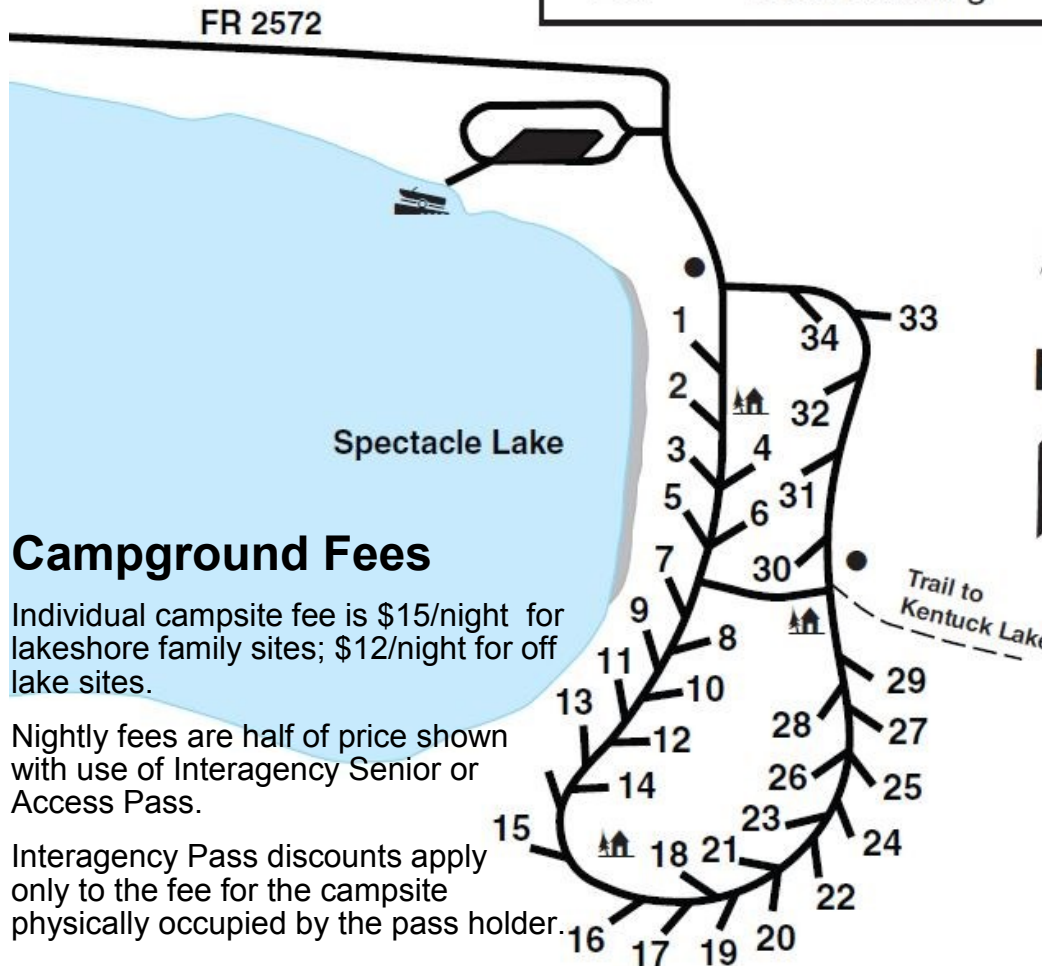 FR 2572
1
33
34
2
32
Spectacle Lake
3
4
5
6
31
Campground Fees
7
30
Trail to
Kentuck Lake
Individual campsite fee is $15/night for
lakeshore family sites; $12/night for off
lake sites.
9
8
11
29
10
13
28
27
12
Nightly fees are half of price shown
with use of Interagency Senior or
Access Pass.
14
26
25
15
23
24
18
21
22
Interagency Pass discounts apply
only to the fee for the campsite
physically occupied by the pass holder.
16
17
19
20